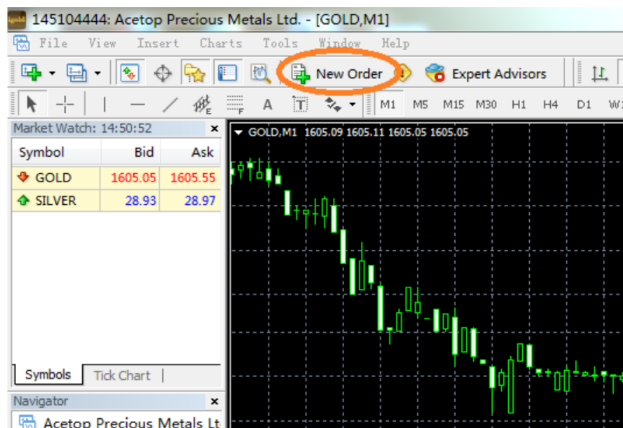 145104444: Acetop Precious Metals Ltd. - [GOLD,M1]
File View Insert Charts Tools Window Help
New Order Expert Advisors
A T M1 M5 M15 M30 H1 H4 D1
Market Watch: 14:50:52
GOLD,M1 1605.09 1605.11 1605.05 1605.05
Symbol Bid Ask
GOLD 1605.05 1605.55
SILVER 28.93 28.97
Symbols Tick Chart
Navigator
Acetop Precious Metals Lt